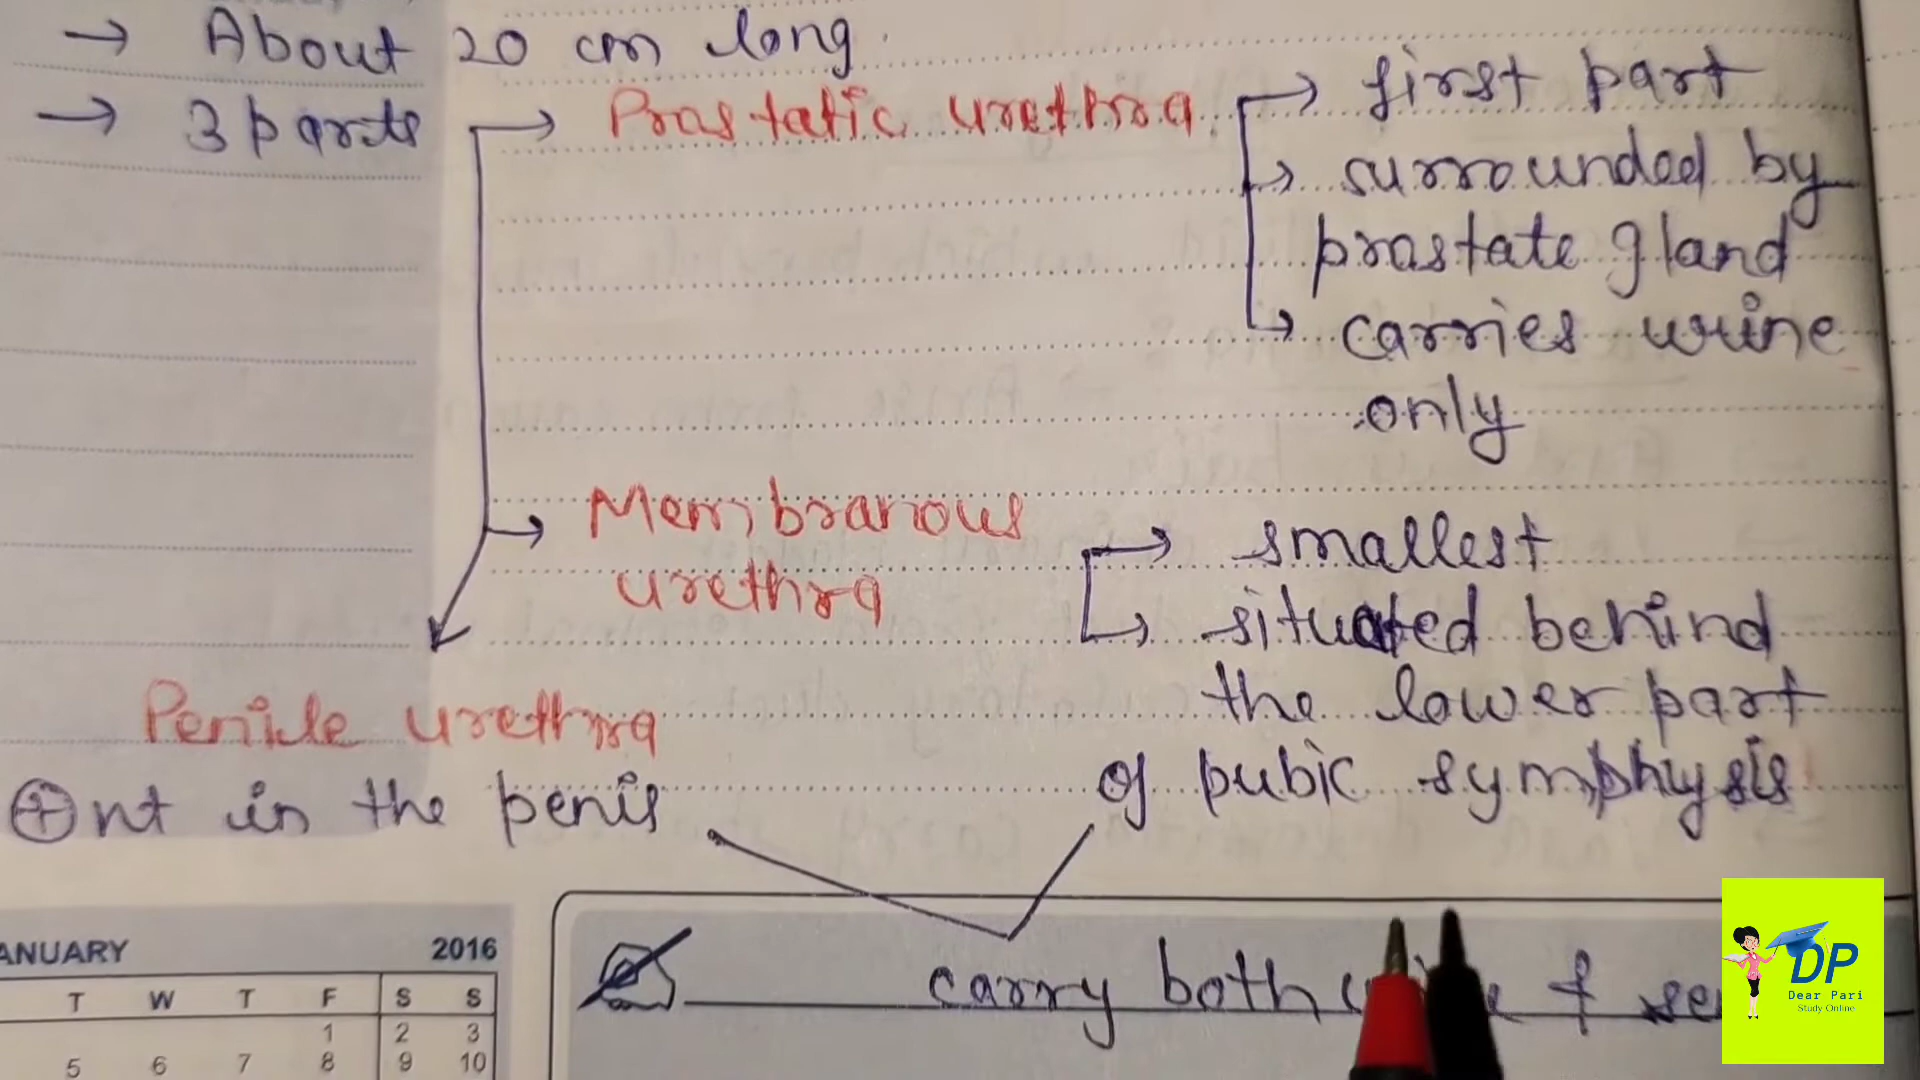 → About 20 cm long.
→ 3 parts → Prostatic urethra
→ first part
→ surrounded by
prostate gland
→ carries urine
only
→ Membranous
urethra
→ smallest
→ situated behind
the lower part
of pubic symphysis
Penile urethra
⊕nt in the penis
carry both &
ANUARY 2016
T W T F S S
1 2 3
5 6 7 8 9 10
DP
Dear Pari
Study Online